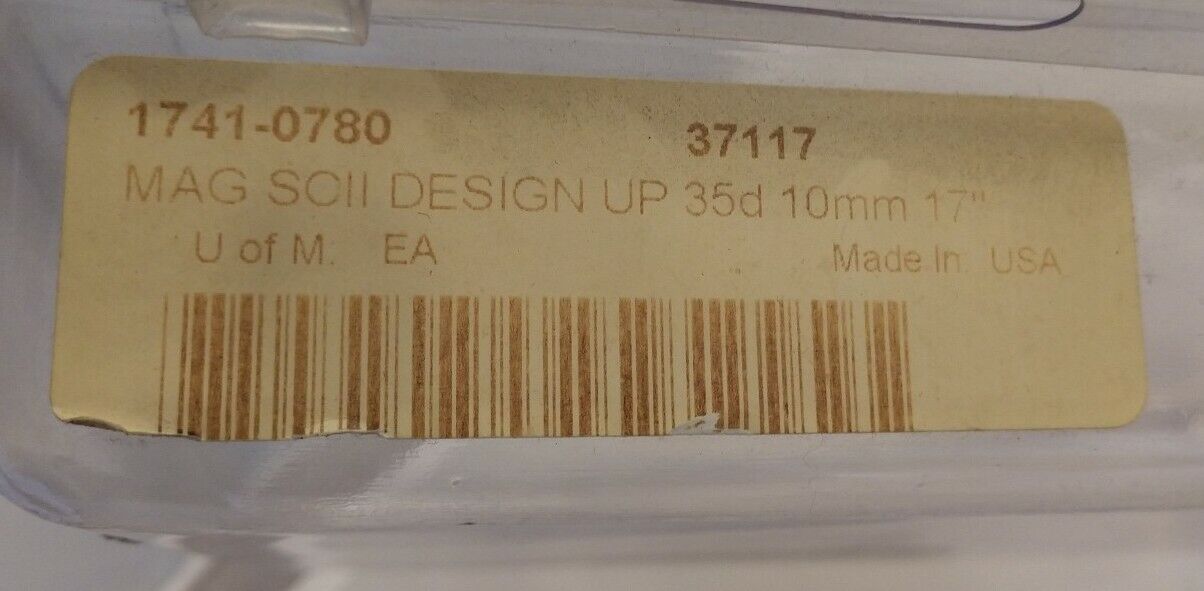 1741-0780 37117
MAG SCII DESIGN UP 35d 10mm 17"
U of M: EA Made In: USA